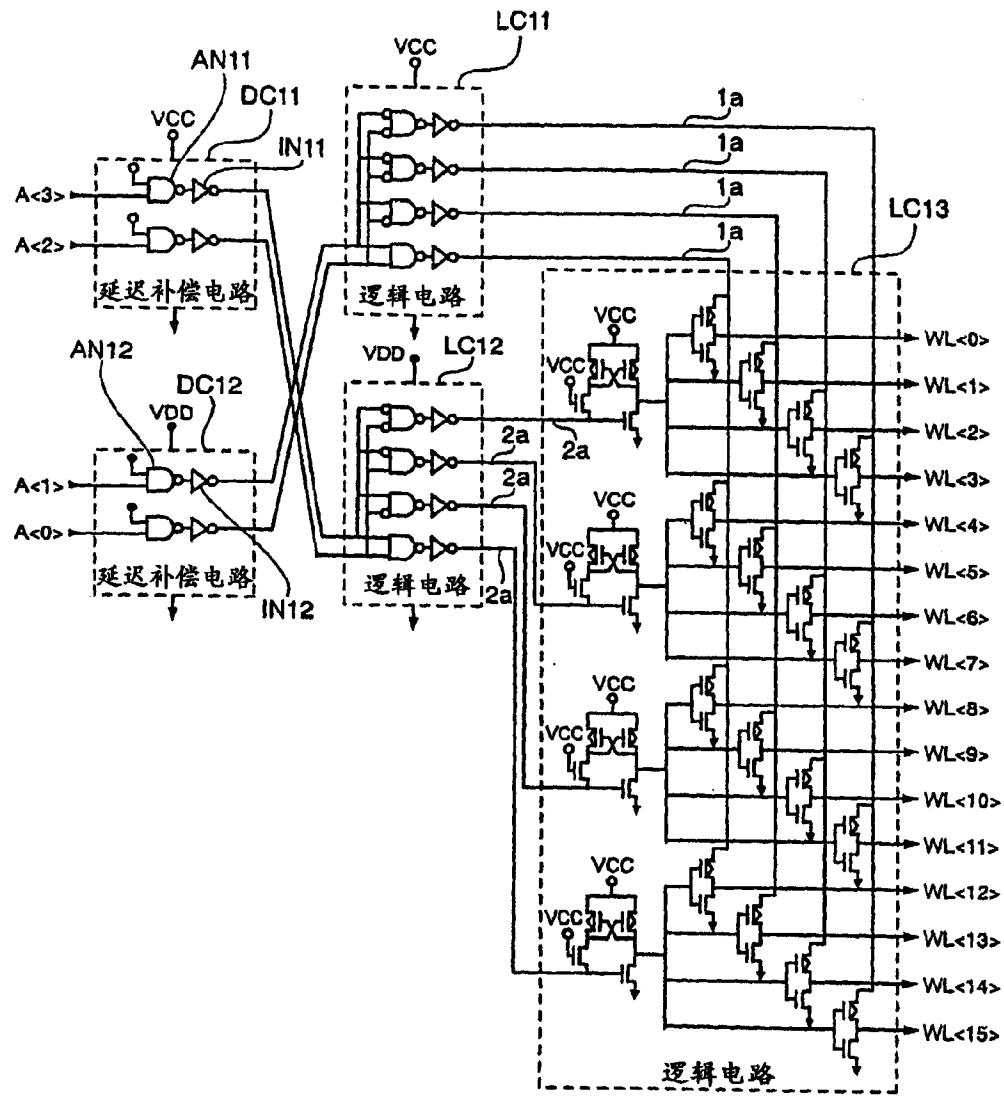 LC11
AN11
VCC
DC11
VCC
IN11
A<3>
A<2>
延迟补偿电路
逻辑电路
1a
1a
1a
1a
LC13
AN12
VDD
LC12
DC12
VDD
A<1>
A<0>
延迟补偿电路
IN12
逻辑电路
2a
2a
2a
2a
VCC
VCC
VCC
VCC
VCC
VCC
VCC
VCC
WL<0>
WL<1>
WL<2>
WL<3>
WL<4>
WL<5>
WL<6>
WL<7>
WL<8>
WL<9>
WL<10>
WL<11>
WL<12>
WL<13>
WL<14>
WL<15>
逻辑电路